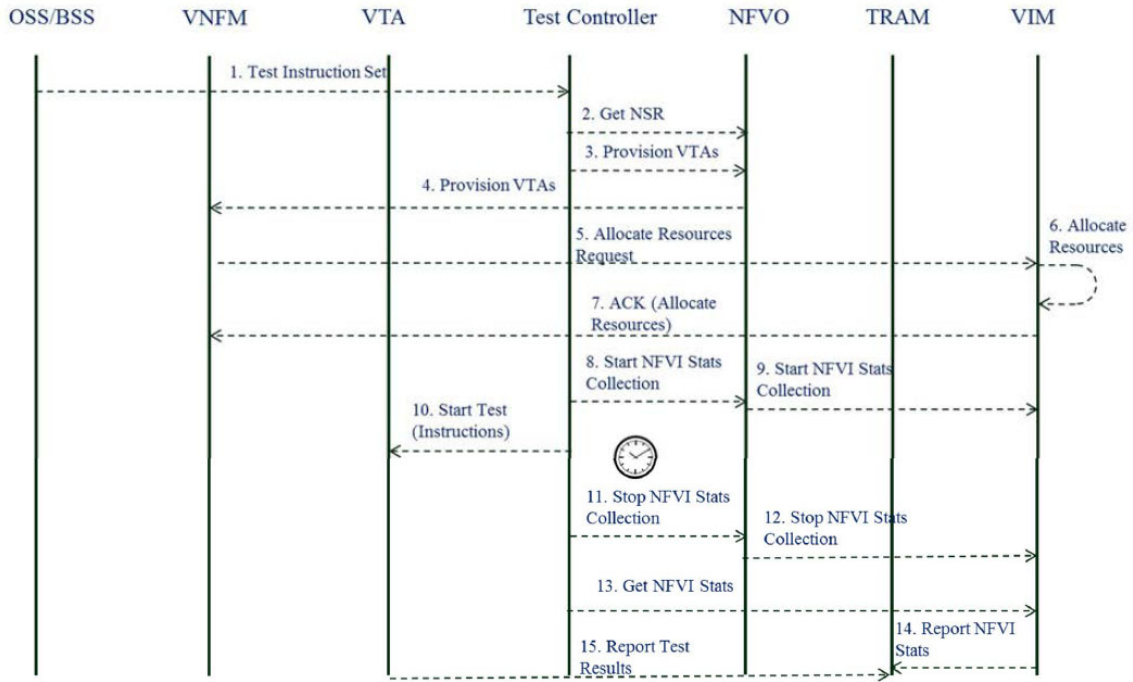 OSS/BSS VNFM VTA Test Controller NFVO TRAM VIM
1. Test Instruction Set
2. Get NSR
3. Provision VTAs
4. Provision VTAs
5. Allocate Resources
Request
6. Allocate
Resources
7. ACK (Allocate
Resources)
8. Start NFVI Stats
Collection
9. Start NFVI Stats
Collection
10. Start Test
(Instructions)
11. Stop NFVI Stats
Collection
12. Stop NFVI Stats
Collection
13. Get NFVI Stats
14. Report NFVI
Stats
15. Report Test
Results